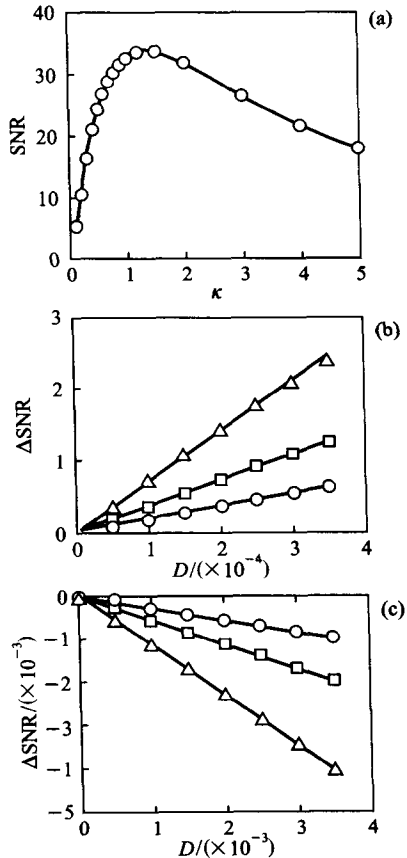 (a)
40
30
20
10
0
SNR
0 1 2 3 4 5
κ
(b)
3
2
1
0
ΔSNR
0 1 2 3 4
D/(×10⁻⁴)
(c)
0
−1
−2
−3
−1
−5
ΔSNR/(×10⁻³)
0 1 2 3 4
D/(×10⁻³)